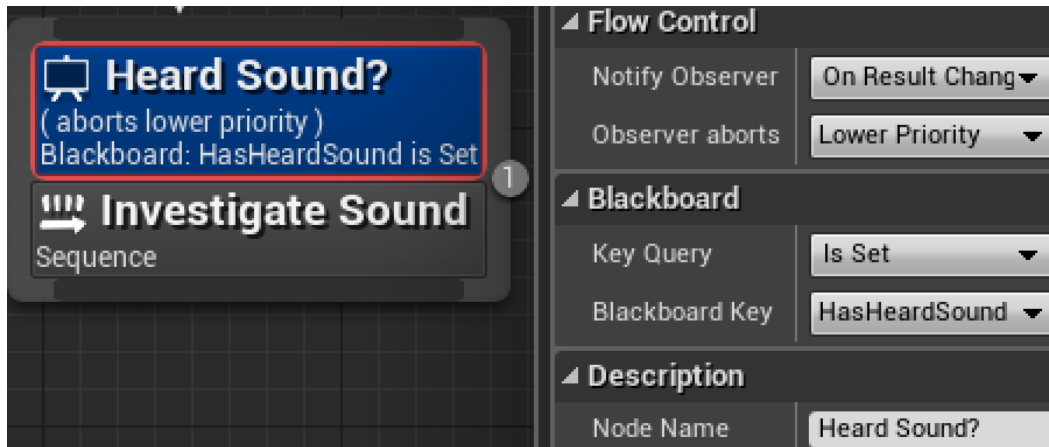 Heard Sound?
( aborts lower priority )
Blackboard: HasHeardSound is Set
1
Investigate Sound
Sequence
Flow Control
Notify Observer On Result Chang
Observer aborts Lower Priority
Blackboard
Key Query Is Set
Blackboard Key HasHeardSound
Description
Node Name Heard Sound?